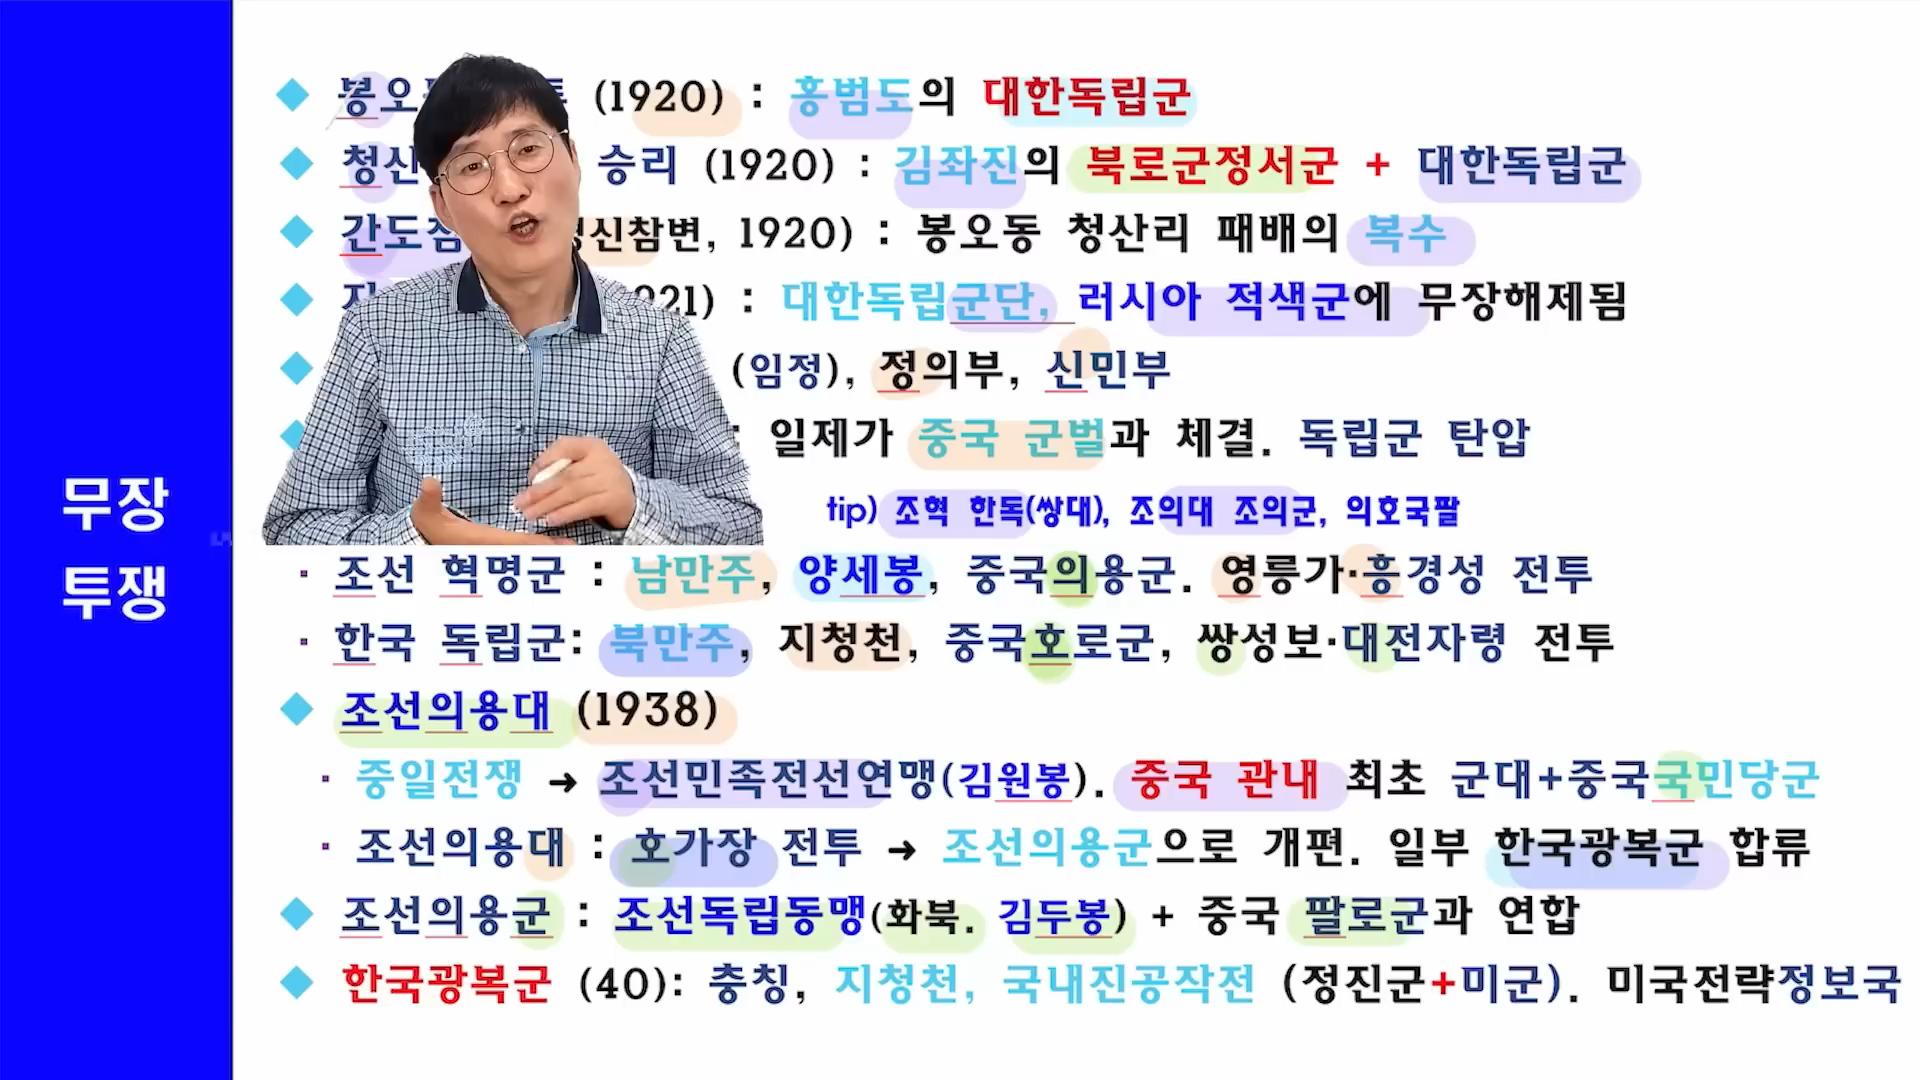 무장
투쟁
봉오 (1920) : 홍범도의 대한독립군
청산 승리 (1920) : 김좌진의 북로군정서군 + 대한독립군
간도참 신참변, 1920) : 봉오동 청산리 패배의 복수
921) : 대한독립군단, 러시아 적색군에 무장해제됨
(임정), 정의부, 신민부
: 일제가 중국 군벌과 체결. 독립군 탄압
tip) 조혁 한독(쌍대), 조의대 조의군, 의호국팔
· 조선 혁명군 : 남만주, 양세봉, 중국의용군. 영릉가·흥경성 전투
· 한국 독립군: 북만주, 지청천, 중국호로군, 쌍성보·대전자령 전투
◆ 조선의용대 (1938)
· 중일전쟁 → 조선민족전선연맹(김원봉). 중국 관내 최초 군대+중국국민당군
· 조선의용대 : 호가장 전투 → 조선의용군으로 개편. 일부 한국광복군 합류
◆ 조선의용군 : 조선독립동맹(화북. 김두봉) + 중국 팔로군과 연합
◆ 한국광복군 (40): 충칭, 지청천, 국내진공작전 (정진군+미군). 미국전략정보국